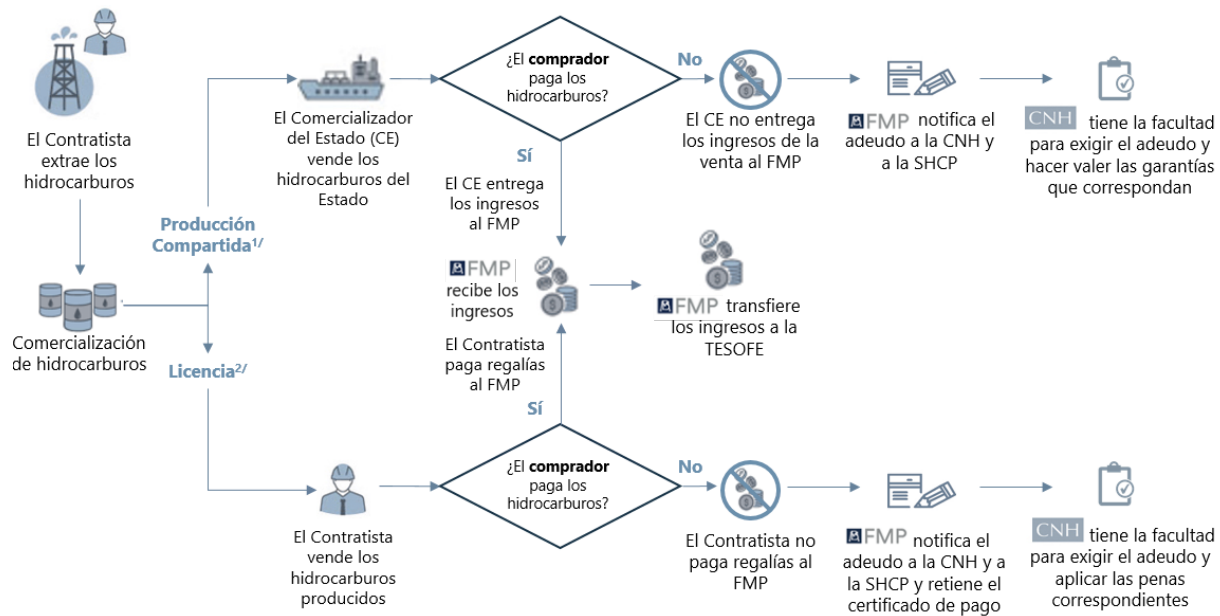 El Contratista
extrae los
hidrocarburos
Comercialización
de hidrocarburos
Producción
Compartida1/
Licencia2/
El Comercializador
del Estado (CE)
vende los
hidrocarburos del
Estado
¿El comprador
paga los
hidrocarburos?
No
El CE no entrega
los ingresos de la
venta al FMP
FMP notifica el
adeudo a la CNH y
a la SHCP
CNH tiene la facultad
para exigir el adeudo y
hacer valer las garantías
que correspondan
Sí
El CE entrega
los ingresos
al FMP
FMP
recibe los
ingresos
FMP transfiere
los ingresos a la
TESOFE
El Contratista
paga regalías
al FMP
Sí
El Contratista
vende los
hidrocarburos
producidos
¿El comprador
paga los
hidrocarburos?
No
El Contratista no
paga regalías al
FMP
FMP notifica el
adeudo a la CNH y a
la SHCP y retiene el
certificado de pago
CNH tiene la facultad
para exigir el adeudo y
aplicar las penas
correspondientes